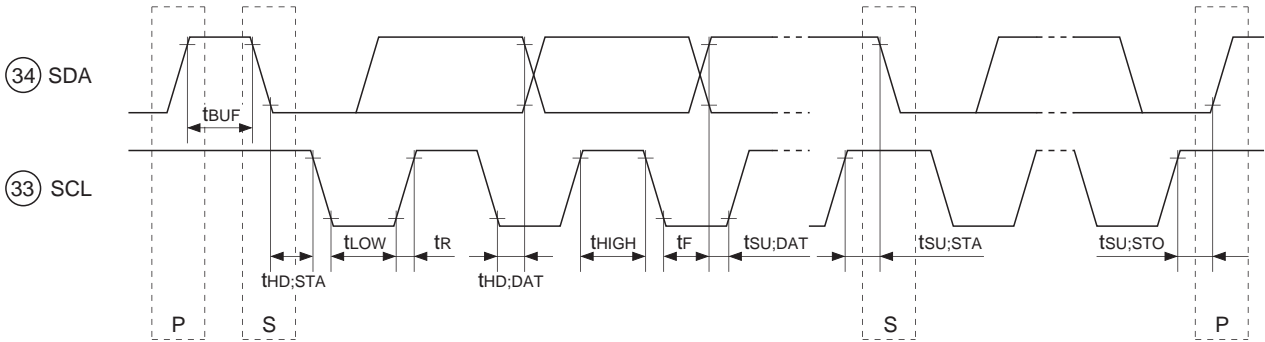 34 SDA
tBUF
33 SCL
tLOW tR tHIGH tF tSU;DAT tSU;STA tSU;STO
tHD;STA tHD;DAT
P S S P